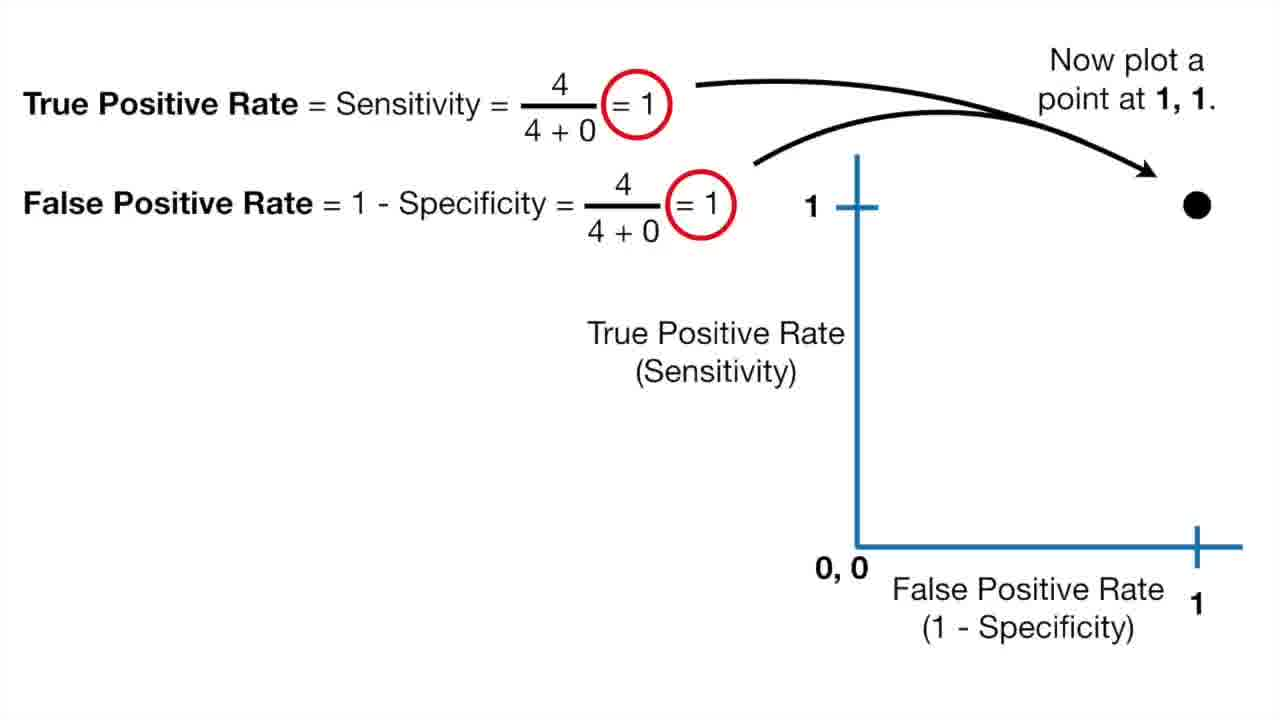 Now plot a
point at 1, 1.
True Positive Rate = Sensitivity = 4 / 4 + 0 = 1
False Positive Rate = 1 - Specificity = 4 / 4 + 0 = 1
1
True Positive Rate
(Sensitivity)
0, 0
False Positive Rate
(1 - Specificity)
1